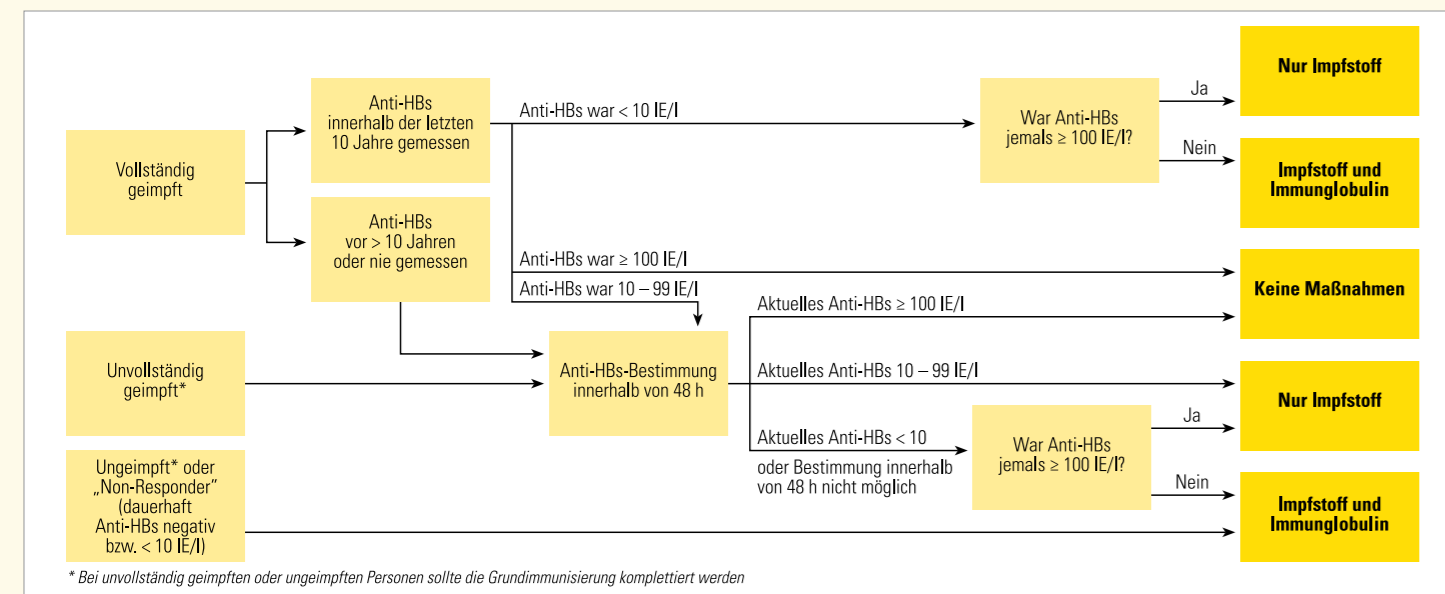 Vollständig
geimpft
Anti-HBs
innerhalb der letzten
10 Jahre gemessen
Anti-HBs
vor > 10 Jahren
oder nie gemessen
Anti-HBs war < 10 IE/l
War Anti-HBs
jemals ≥ 100 IE/l?
Ja
Nur Impfstoff
Nein
Impfstoff und
Immunglobulin
Anti-HBs war ≥ 100 IE/l
Keine Maßnahmen
Anti-HBs war 10 – 99 IE/l
Unvollständig
geimpft*
Anti-HBs-Bestimmung
innerhalb von 48 h
Aktuelles Anti-HBs ≥ 100 IE/l
Aktuelles Anti-HBs 10 – 99 IE/l
Aktuelles Anti-HBs < 10
oder Bestimmung innerhalb
von 48 h nicht möglich
War Anti-HBs
jemals ≥ 100 IE/l?
Ja
Nur Impfstoff
Nein
Impfstoff und
Immunglobulin
Ungeimpft* oder
„Non-Responder“
(dauerhaft
Anti-HBs negativ
bzw. < 10 IE/l)
* Bei unvollständig geimpften oder ungeimpften Personen sollte die Grundimmunisierung komplettiert werden